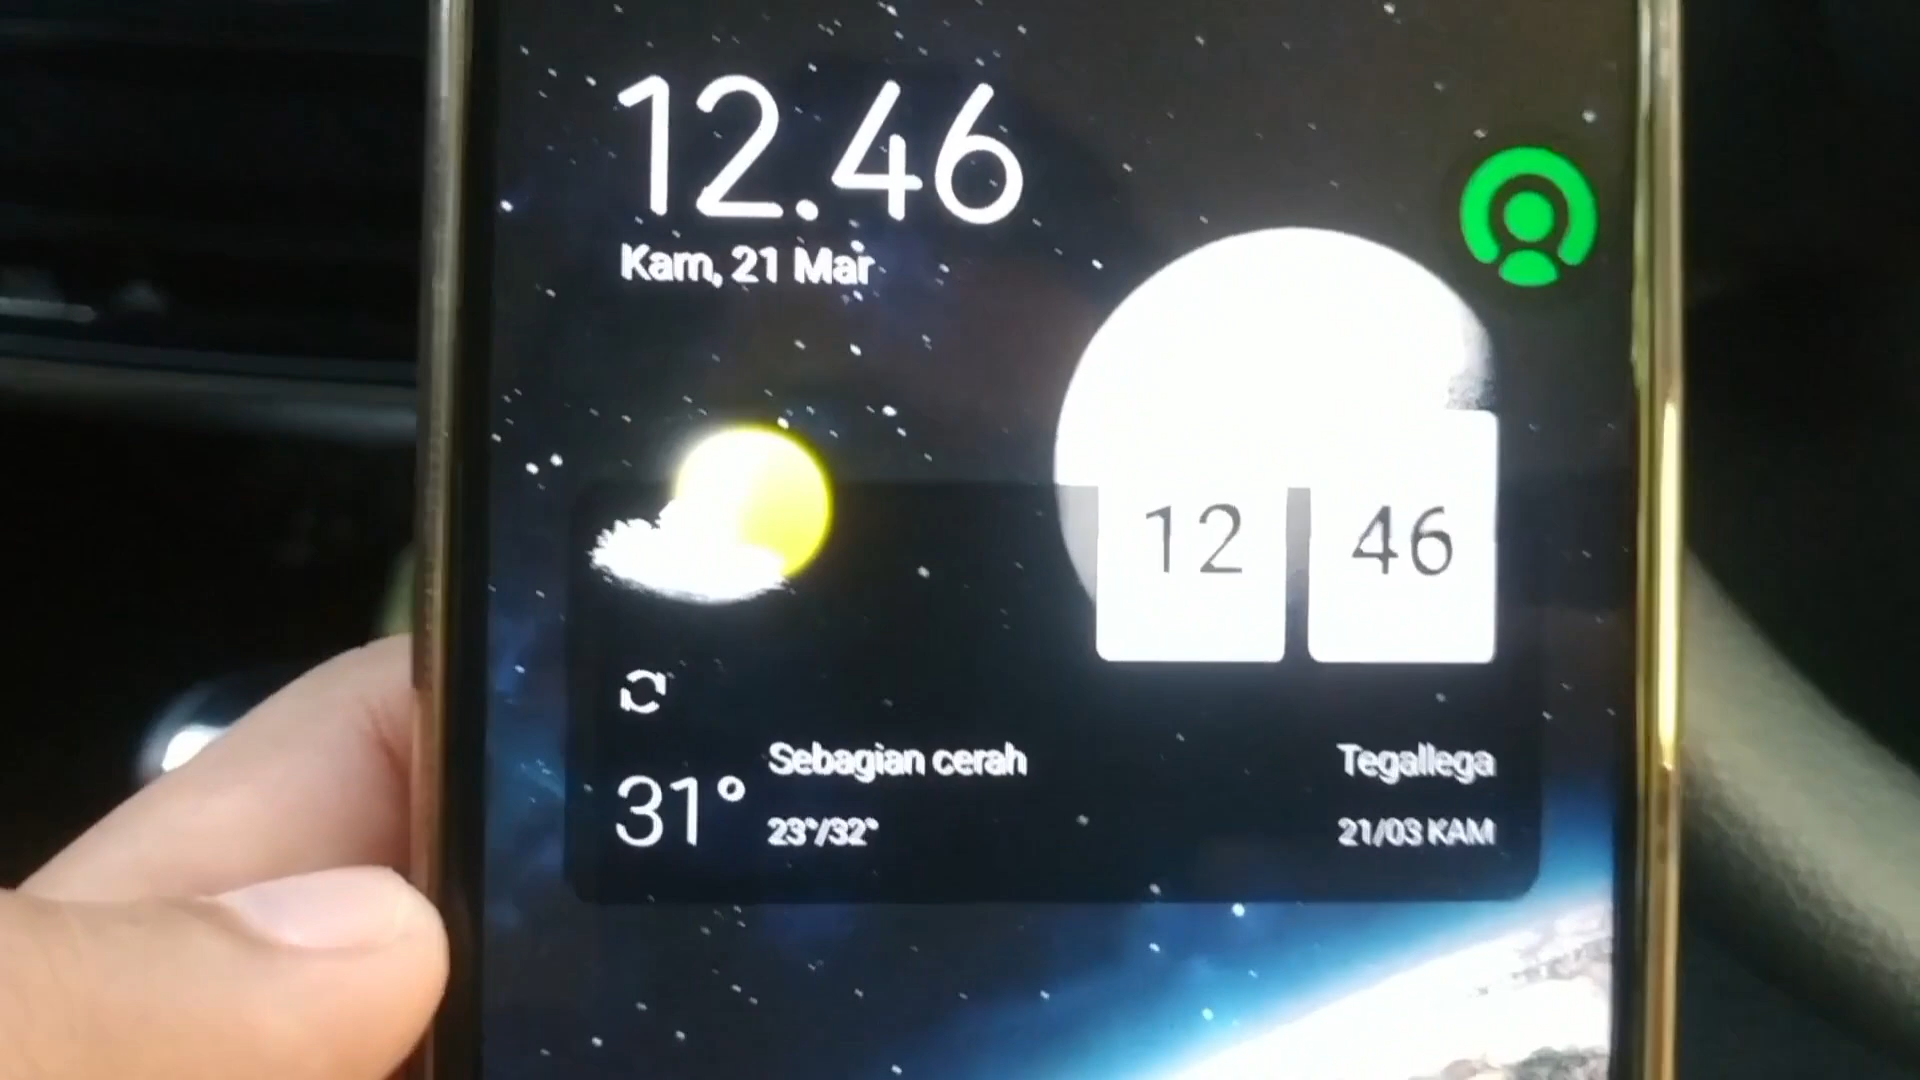 12.46
Kam, 21 Mar
12 46
Sebagian cerah
Tegallega
31°
23°/32°
21/03 KAM